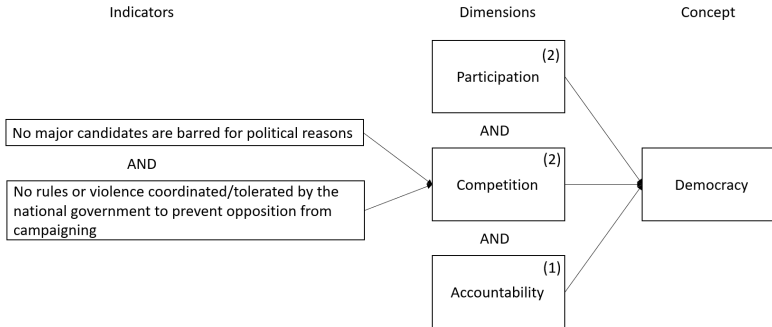 Indicators
Dimensions
Concept
(2)
Participation
AND
No major candidates are barred for political reasons
AND
No rules or violence coordinated/tolerated by the
national government to prevent opposition from
campaigning
(2)
Competition
Democracy
AND
(1)
Accountability